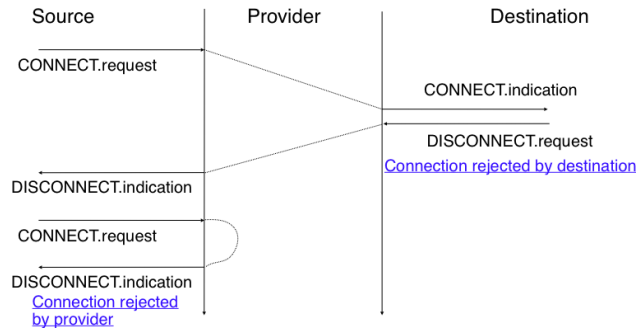 Source
Provider
Destination
CONNECT.request
CONNECT.indication
DISCONNECT.request
Connection rejected by destination
DISCONNECT.indication
CONNECT.request
DISCONNECT.indication
Connection rejected
by provider